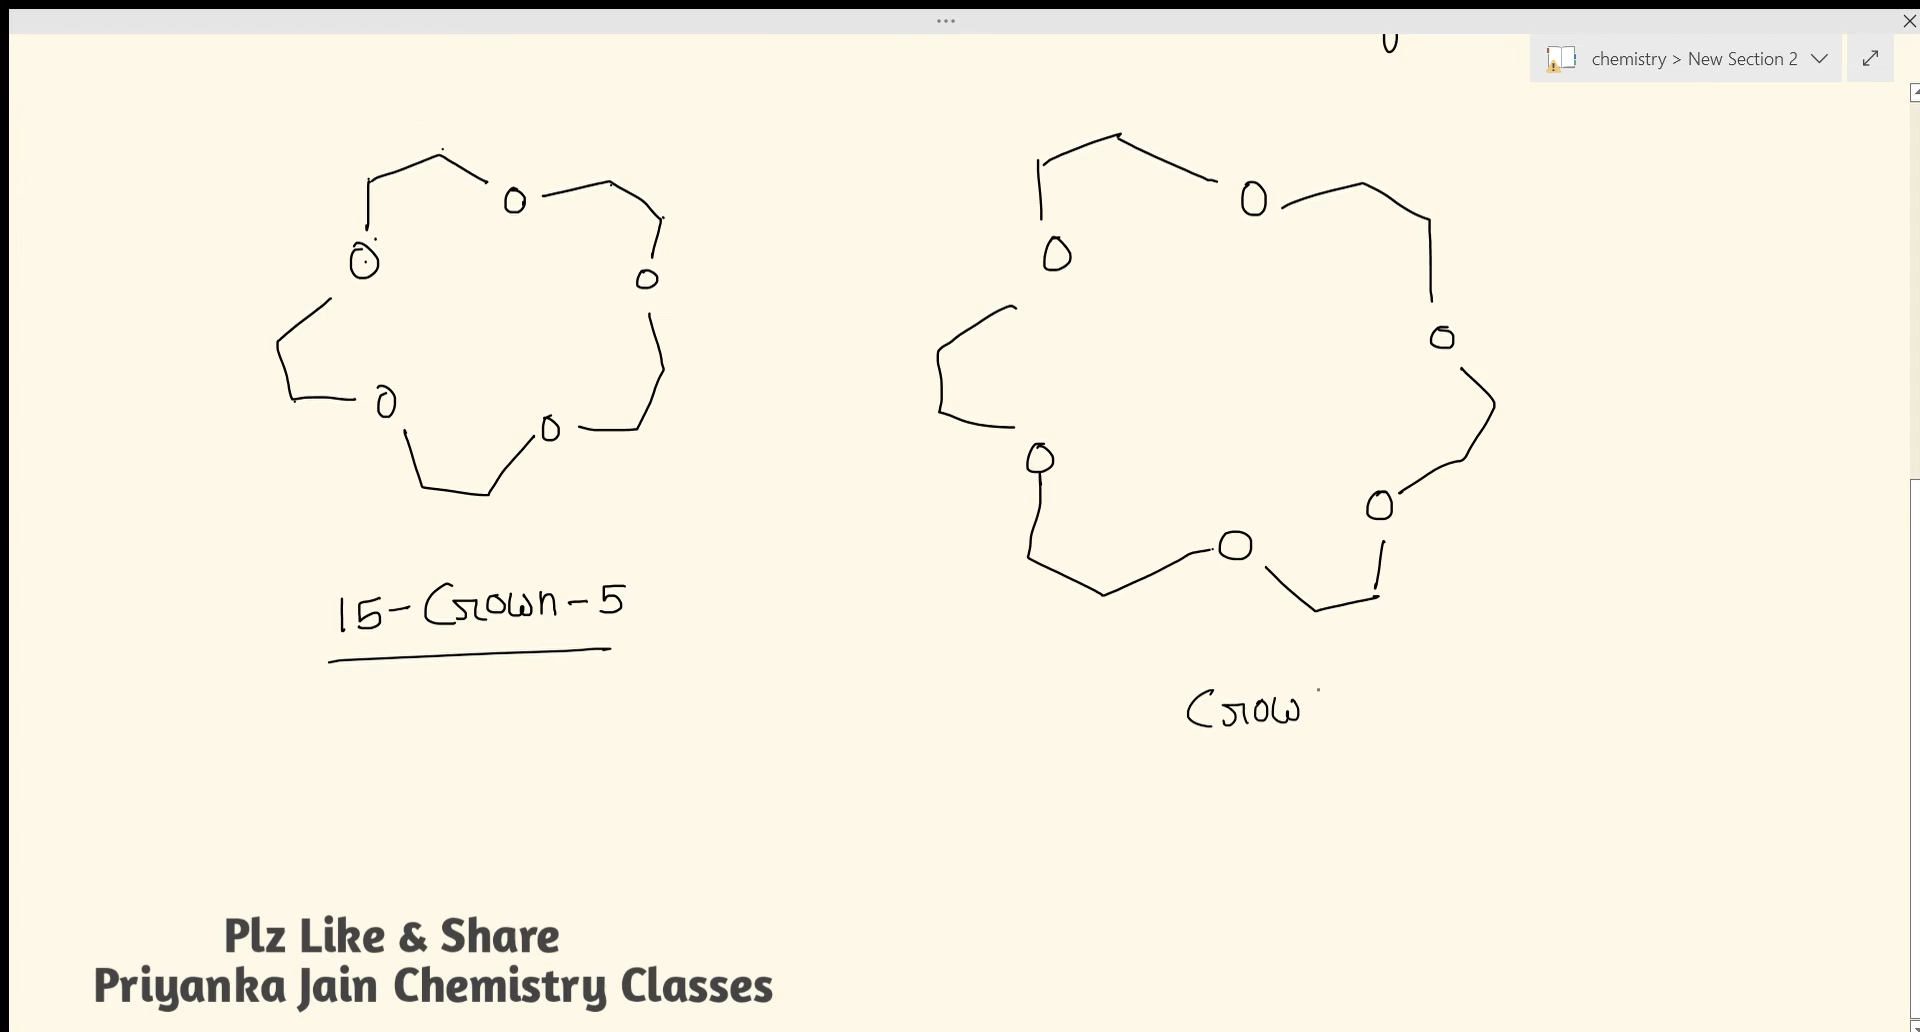 chemistry > New Section 2
O
O
O
O
O
15-Crown-5
O
O
O
O
O
O
Crow
Plz Like & Share
Priyanka Jain Chemistry Classes